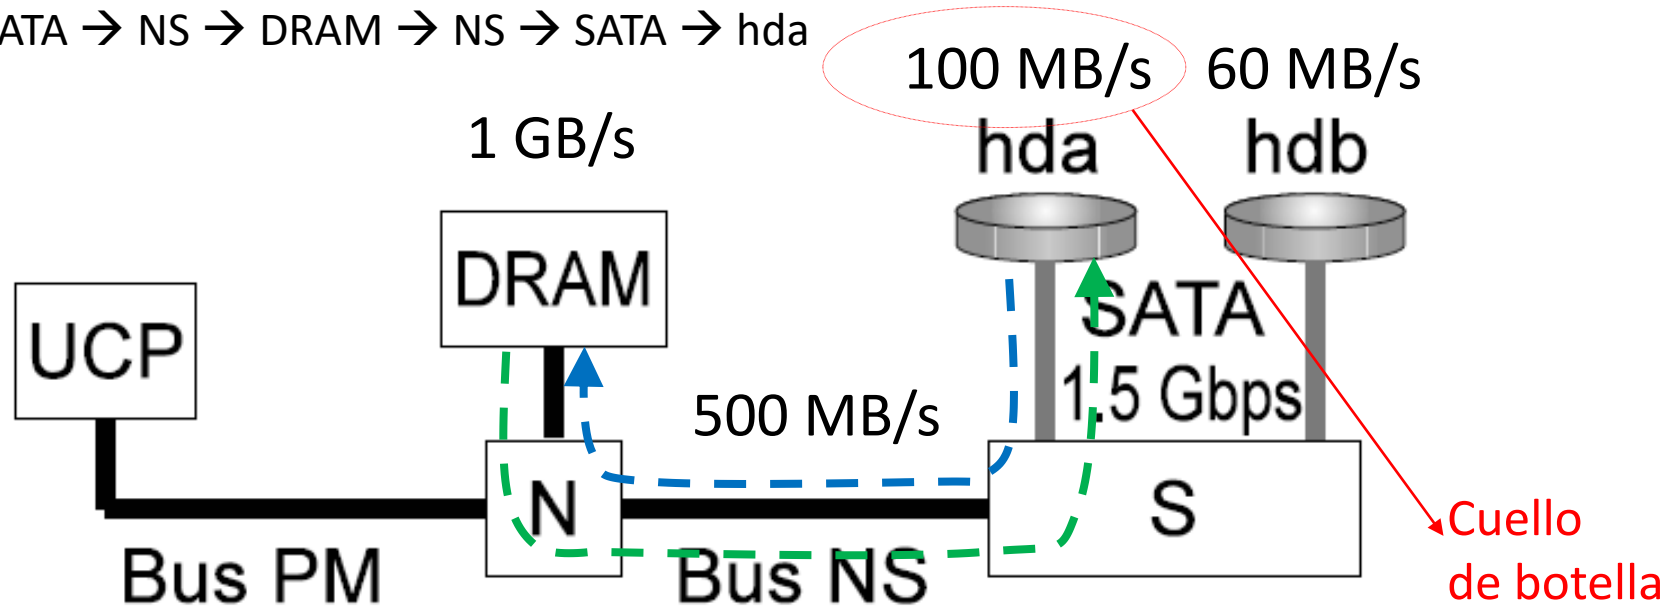 ATA → NS → DRAM → NS → SATA → hda
100 MB/s
60 MB/s
1 GB/s
hda
hdb
DRAM
SATA
UCP
1.5 Gbps
500 MB/s
N
S
Cuello
de botella
Bus PM
Bus NS